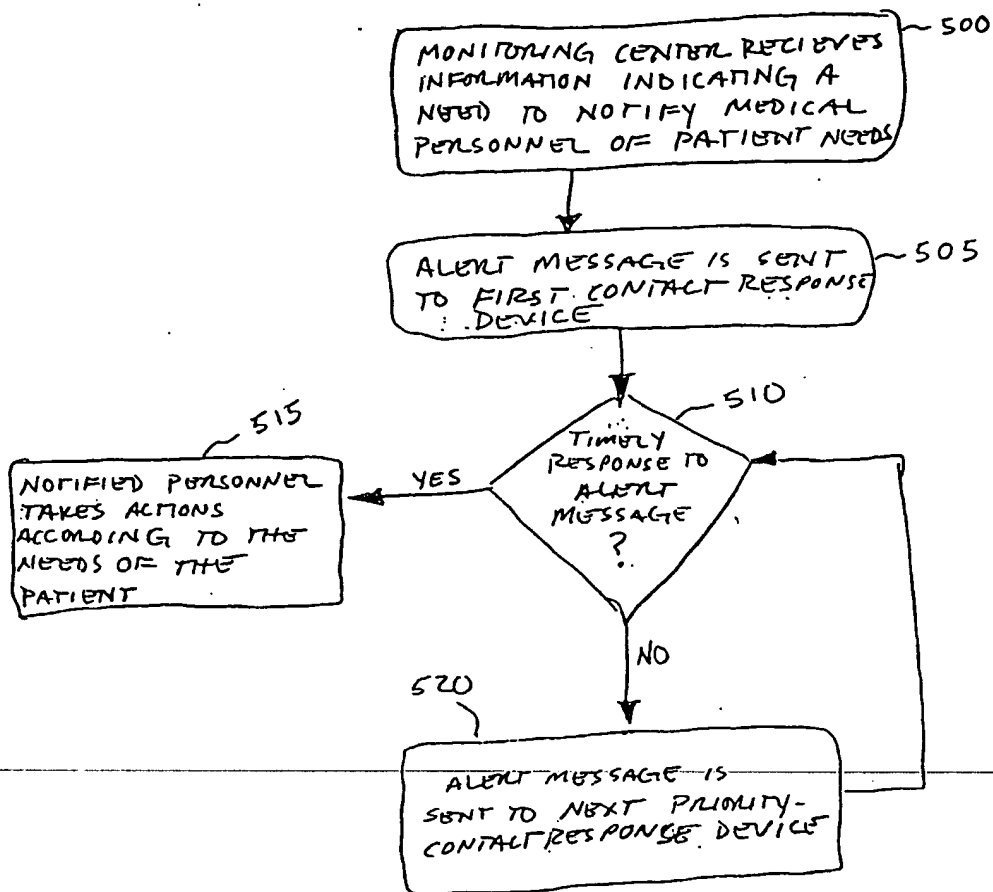 500
MONITORING CENTER RECIEVES
INFORMATION INDICATING A
NEED TO NOTIFY MEDICAL
PERSONNEL OF PATIENT NEEDS
505
ALERT MESSAGE IS SENT
TO FIRST CONTACT RESPONSE
DEVICE
510
TIMELY
RESPONSE TO
ALERT
MESSAGE
?
YES
515
NOTIFIED PERSONNEL
TAKES ACTIONS
ACCORDING TO THE
NEEDS OF THE
PATIENT
NO
520
ALERT MESSAGE IS
SENT TO NEXT PRIORITY-
CONTACT RESPONSE DEVICE